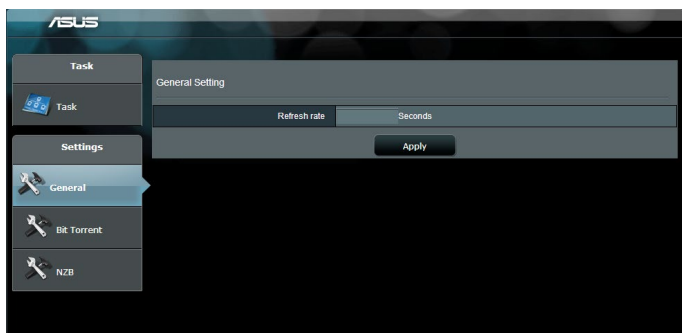 ASUS
Task
Task
Settings
General
Bit Torrent
NZB
General Setting
Refresh rate Seconds
Apply